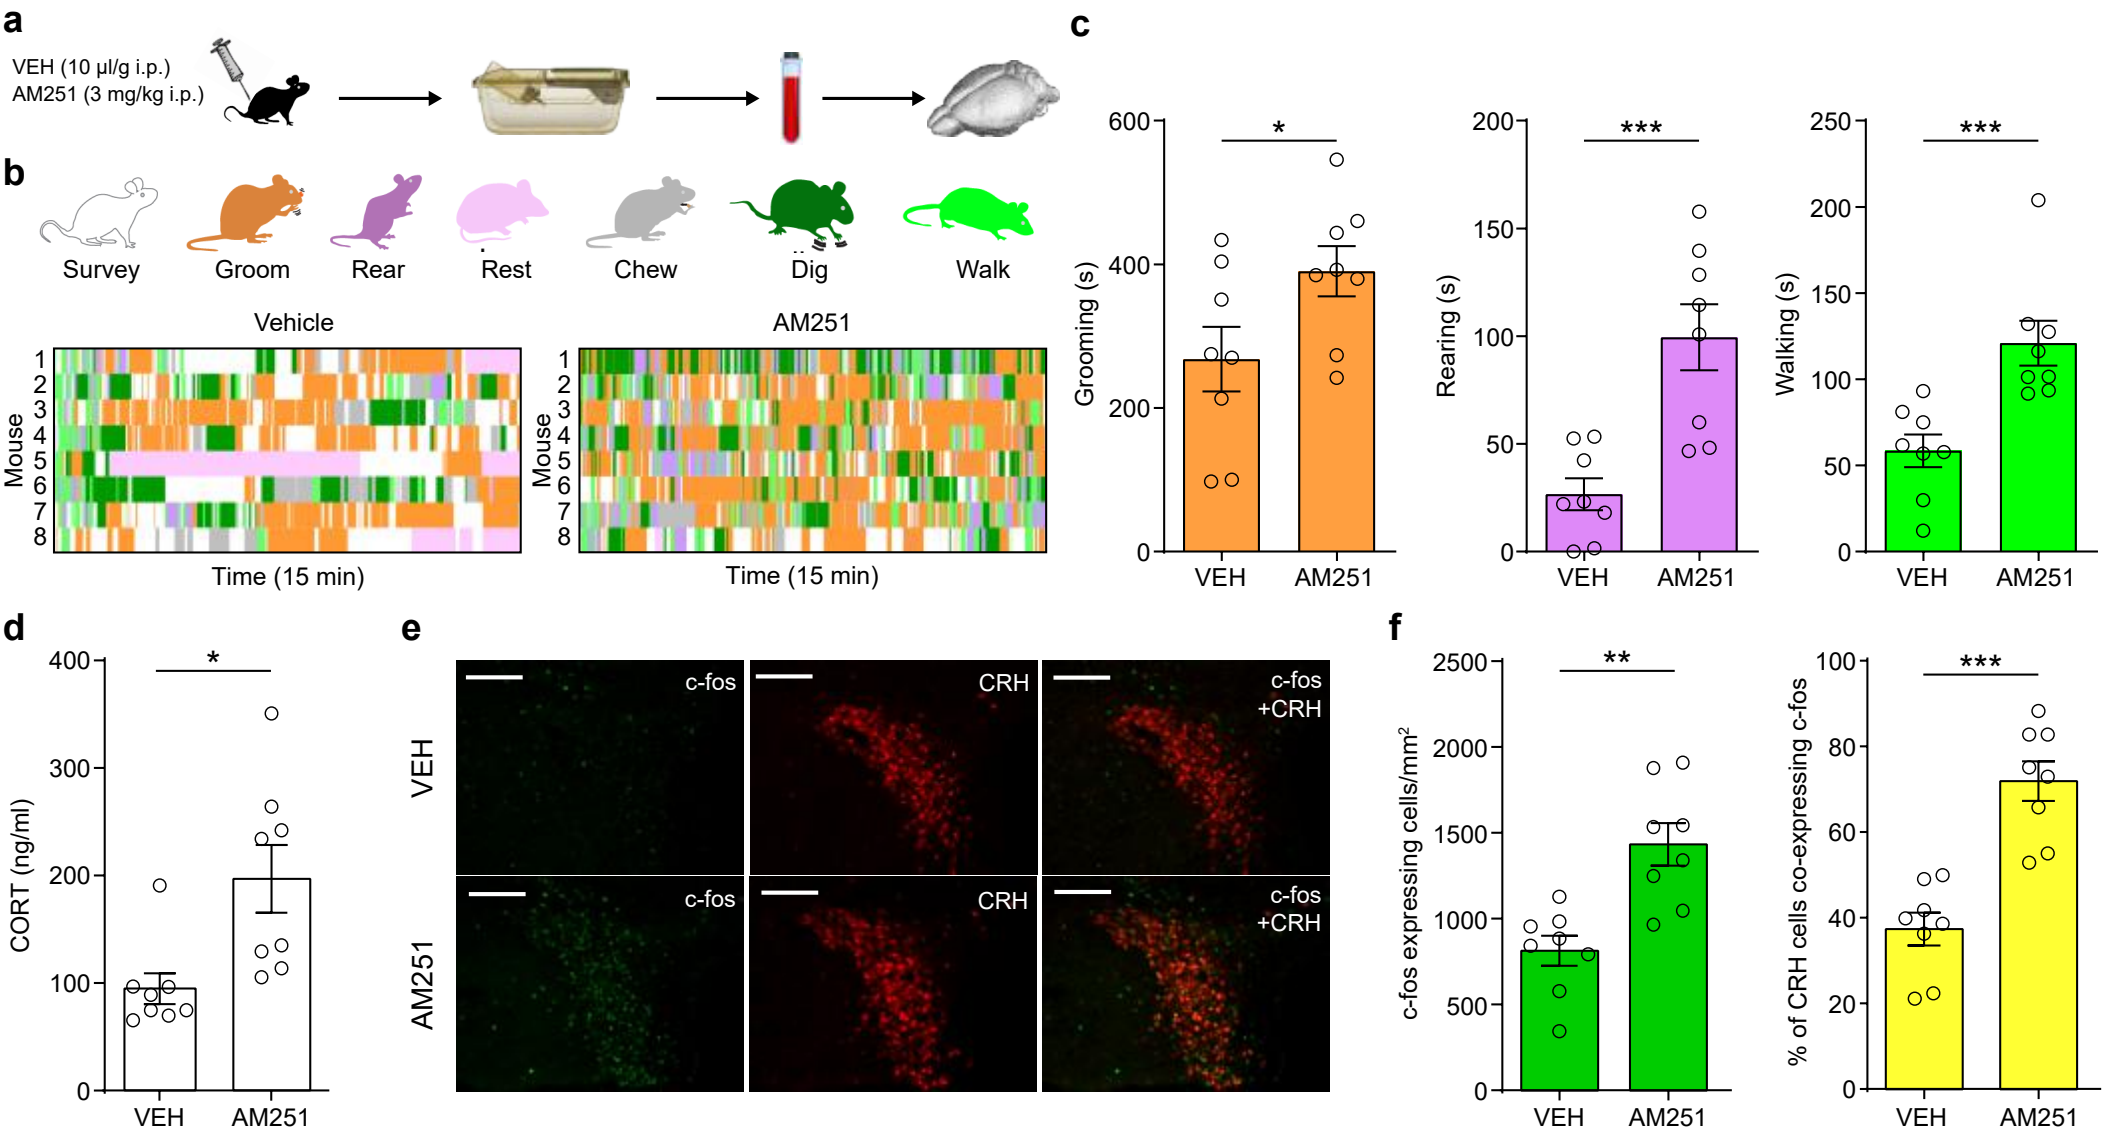 a
VEH (10 µl/g i.p.)
AM251 (3 mg/kg i.p.)
b
Survey Groom Rear Rest Chew Dig Walk
Vehicle
Mouse
1
2
3
4
5
6
7
8
Time (15 min)
AM251
Mouse
1
2
3
4
5
6
7
8
Time (15 min)
c
Grooming (s)
600
400
200
0
*
VEH AM251
Rearing (s)
200
150
100
50
0
***
VEH AM251
Walking (s)
250
200
150
100
50
0
***
VEH AM251
d
CORT (ng/ml)
400
300
200
100
0
*
VEH AM251
e
VEH
c-fos
CRH
c-fos
+CRH
AM251
c-fos
CRH
c-fos
+CRH
f
c-fos expressing cells/mm²
2500
2000
1500
1000
500
0
**
VEH AM251
% of CRH cells co-expressing c-fos
100
80
60
40
20
0
***
VEH AM251